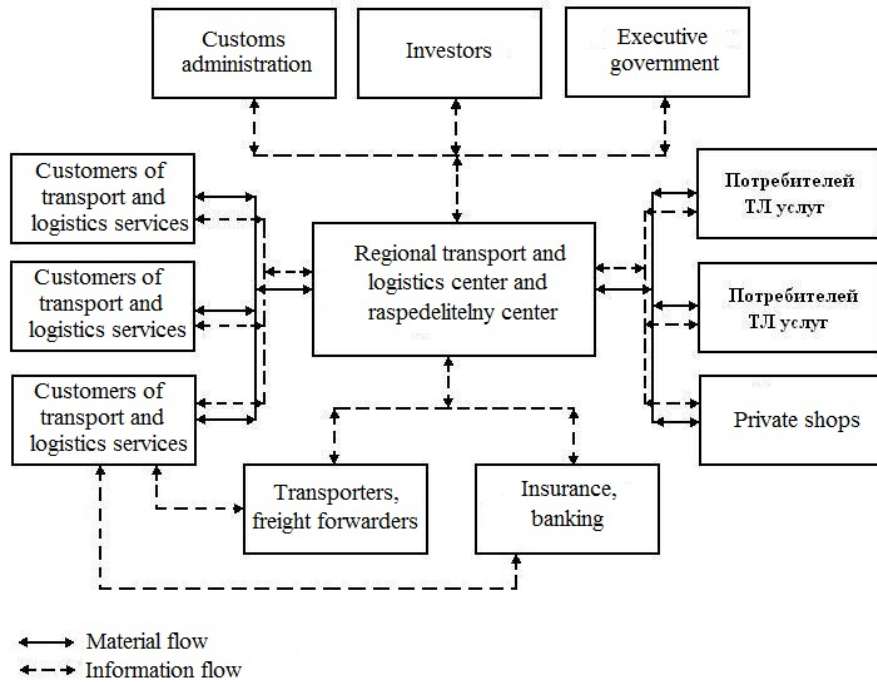 Customs
administration
Investors
Executive
government
Customers of
transport and
logistics services
Потребителей
ТЛ услуг
Regional transport and
logistics center and
raspedelitelny center
Customers of
transport and
logistics services
Потребителей
ТЛ услуг
Customers of
transport and
logistics services
Private shops
Transporters,
freight forwarders
Insurance,
banking
Material flow
Information flow